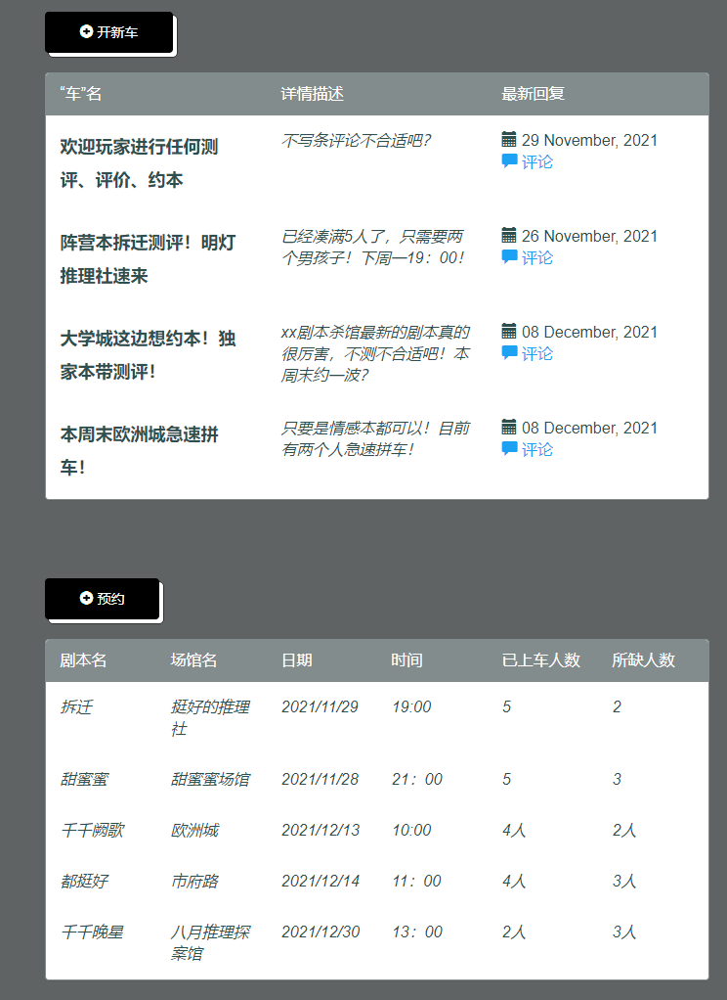 开新车
“车”名 详情描述 最新回复
欢迎玩家进行任何测
评、评价、约本
不写条评论不合适吧？
29 November, 2021
评论
阵营本拆迁测评！明灯
推理社速来
已经凑满5人了，只需要两
个男孩子！下周一19：00！
26 November, 2021
评论
大学城这边想约本！独
家本带测评！
xx剧本杀馆最新的剧本真的
很厉害，不测不合适吧！本
周末约一波？
08 December, 2021
评论
本周末欧洲城急速拼
车！
只要是情感本都可以！目前
有两个人急速拼车！
08 December, 2021
评论
预约
剧本名 场馆名 日期 时间 已上车人数 所缺人数
拆迁 挺好的推理 2021/11/29 19:00 5 2
社
甜蜜蜜 甜蜜蜜场馆 2021/11/28 21：00 5 3
千千阙歌 欧洲城 2021/12/13 10:00 4人 2人
都挺好 市府路 2021/12/14 11：00 4人 3人
千千晚星 八月推理探 2021/12/30 13：00 2人 3人
案馆